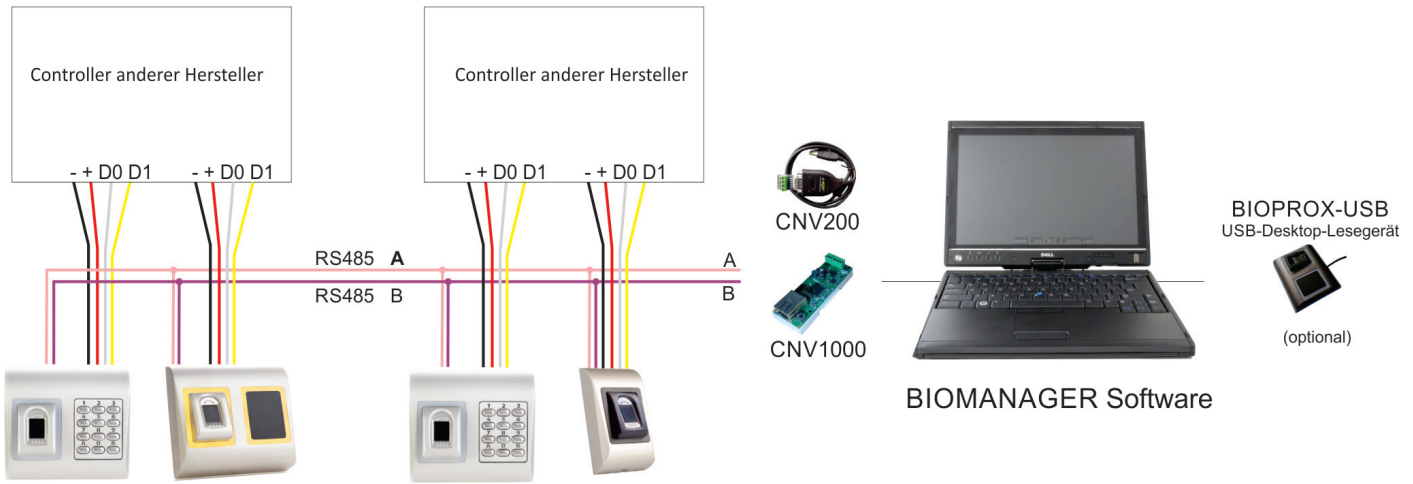 Controller anderer Hersteller
Controller anderer Hersteller
- + D0 D1
- + D0 D1
- + D0 D1
- + D0 D1
RS485 A
RS485 B
A
B
CNV200
CNV1000
DELL
BIOMANAGER Software
BIOPROX-USB
USB-Desktop-Lesegerät
(optional)